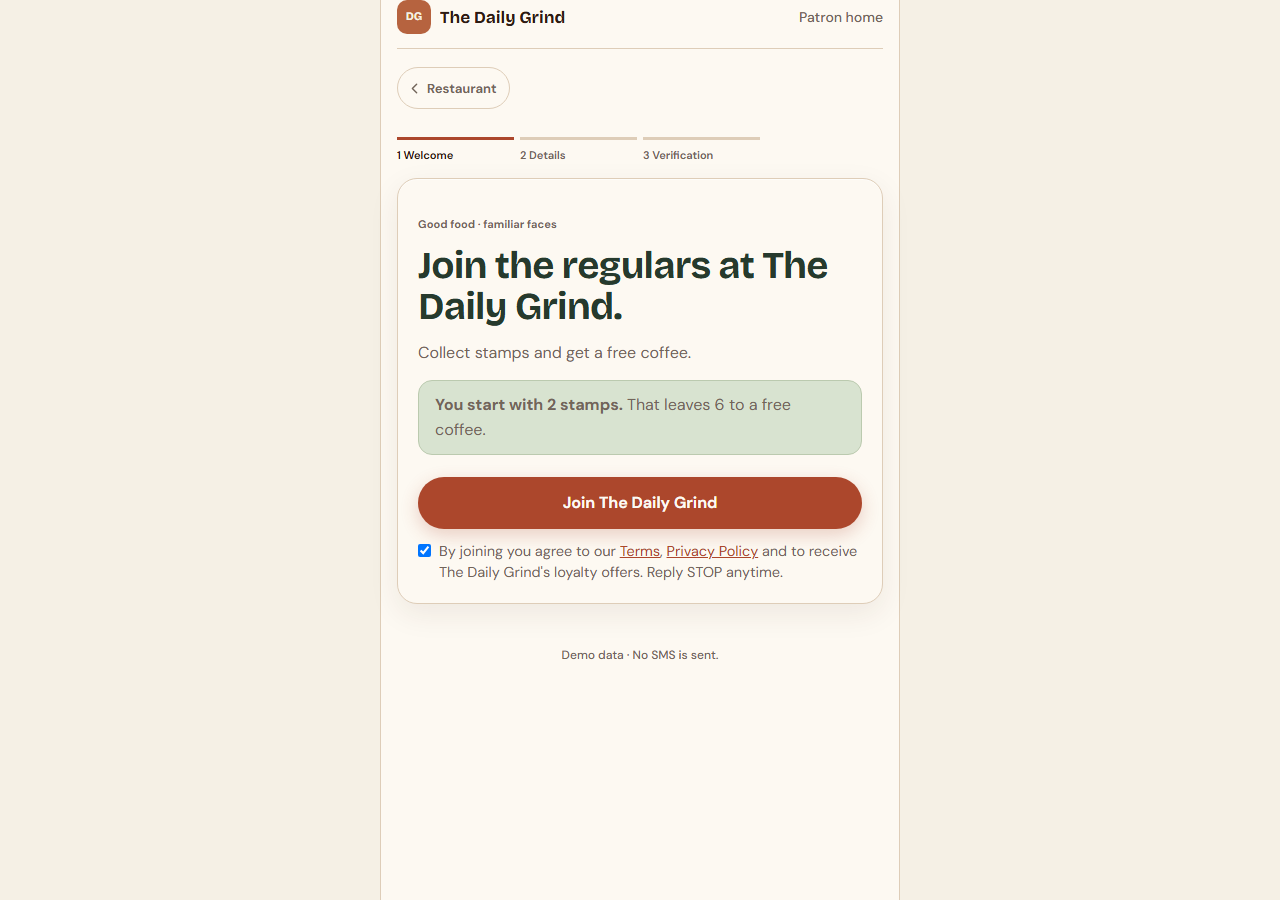 DG
The Daily Grind
Patron home
Restaurant
1 Welcome
2 Details
3 Verification
Good food · familiar faces
Join the regulars at The
Daily Grind.
Collect stamps and get a free coffee.
You start with 2 stamps. That leaves 6 to a free
coffee.
Join The Daily Grind
By joining you agree to our Terms, Privacy Policy and to receive
The Daily Grind's loyalty offers. Reply STOP anytime.
Demo data · No SMS is sent.